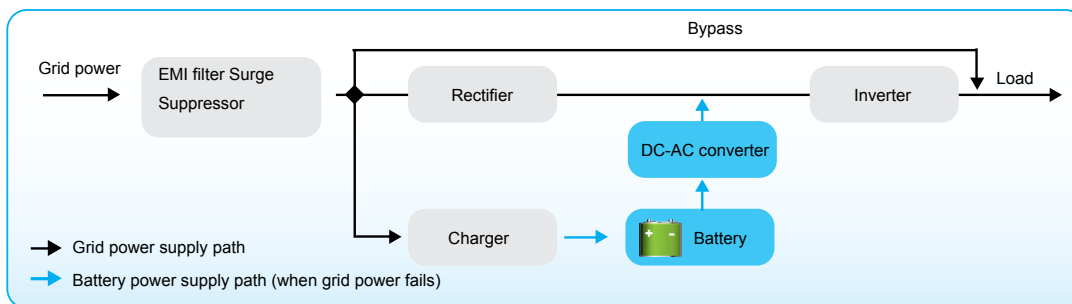 Bypass
Grid power
EMI filter Surge
Suppressor
Rectifier
Inverter
Load
DC-AC converter
Charger
+ -
Battery
Grid power supply path
Battery power supply path (when grid power fails)